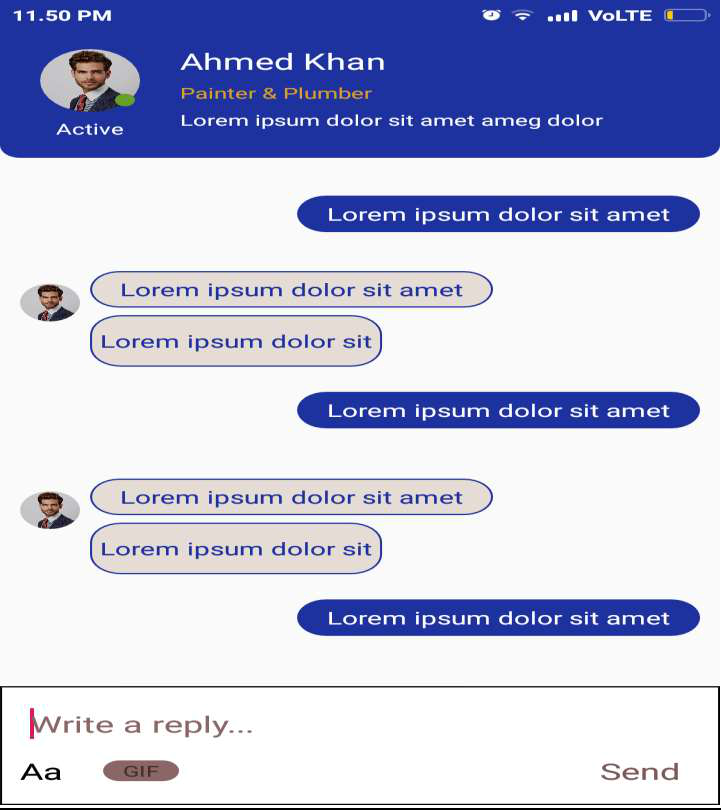 11.50 PM VoLTE
Ahmed Khan
Painter & Plumber
Active
Lorem ipsum dolor sit amet ameg dolor
Lorem ipsum dolor sit amet
Lorem ipsum dolor sit amet
Lorem ipsum dolor sit
Lorem ipsum dolor sit amet
Lorem ipsum dolor sit amet
Lorem ipsum dolor sit
Lorem ipsum dolor sit amet
Write a reply...
Aa GIF Send